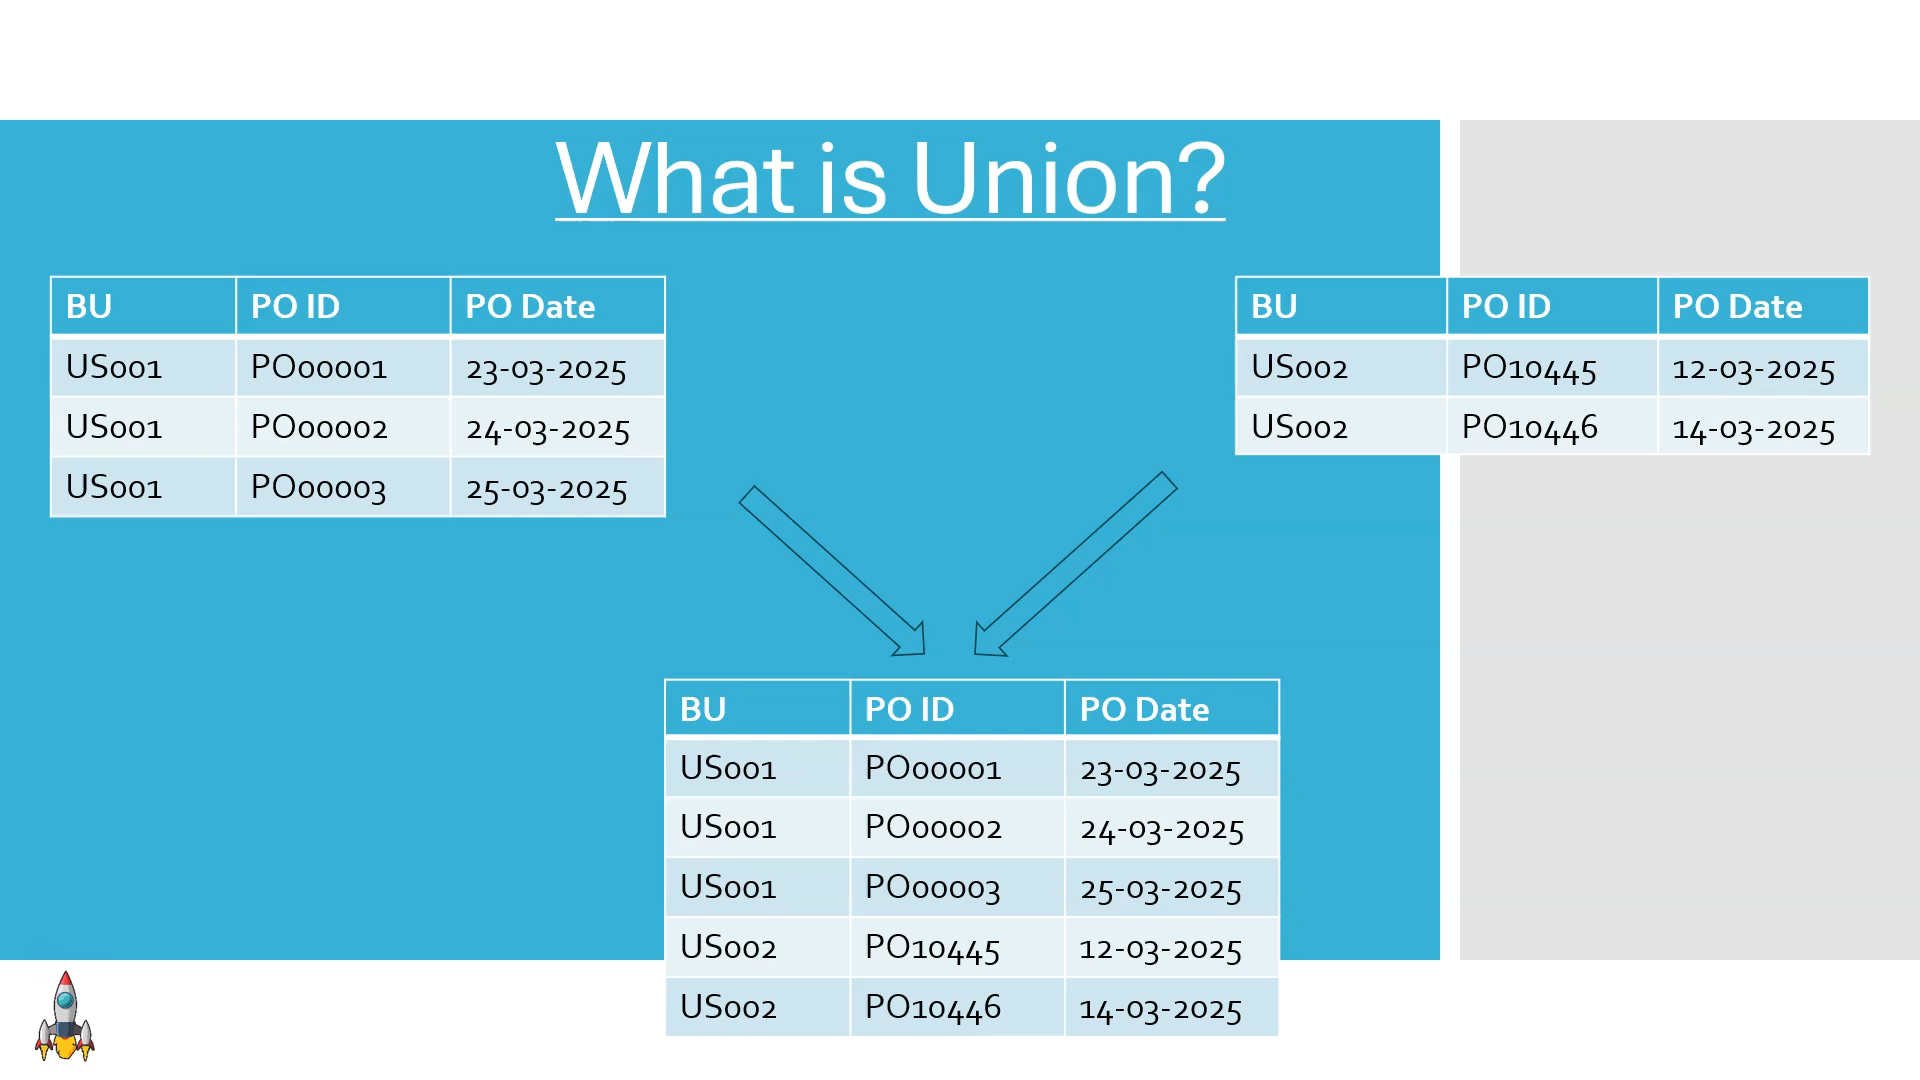 What is Union?
BU PO ID PO Date
US001 PO00001 23-03-2025
US001 PO00002 24-03-2025
US001 PO00003 25-03-2025
BU PO ID PO Date
US002 PO10445 12-03-2025
US002 PO10446 14-03-2025
BU PO ID PO Date
US001 PO00001 23-03-2025
US001 PO00002 24-03-2025
US001 PO00003 25-03-2025
US002 PO10445 12-03-2025
US002 PO10446 14-03-2025